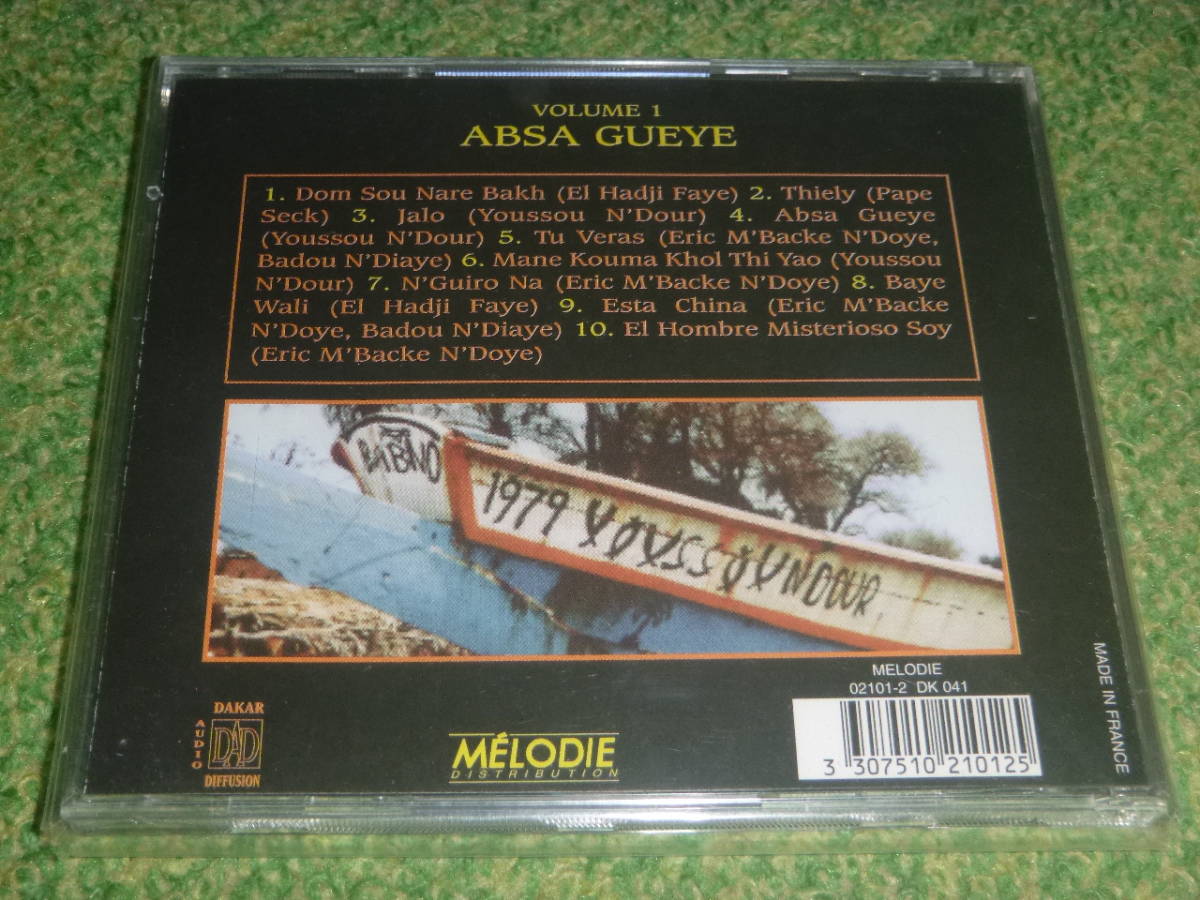 VOLUME 1
ABSA GUEYE
1. Dom Sou Nare Bakh (El Hadji Faye) 2. Thiely (Pape
Seck) 3. Jalo (Youssou N'Dour) 4. Absa Gueye
(Youssou N'Dour) 5. Tu Veras (Eric M'Backe N'Doye,
Badou N'Diaye) 6. Mane Kouma Khol Thi Yao (Youssou
N'Dour) 7. N'Guiro Na (Eric M'Backe N'Doye) 8. Baye
Wali (El Hadji Faye) 9. Esta China (Eric M'Backe
N'Doye, Badou N'Diaye) 10. El Hombre Misterioso Soy
(Eric M'Backe N'Doye)
1979 YOUSSOU NDOUR
MELODIE
02101-2 DK 041
3 307510 210125
MADE IN FRANCE
DAKAR
AUDIO
DAD
DIFFUSION
MÉLODIE
DISTRIBUTION